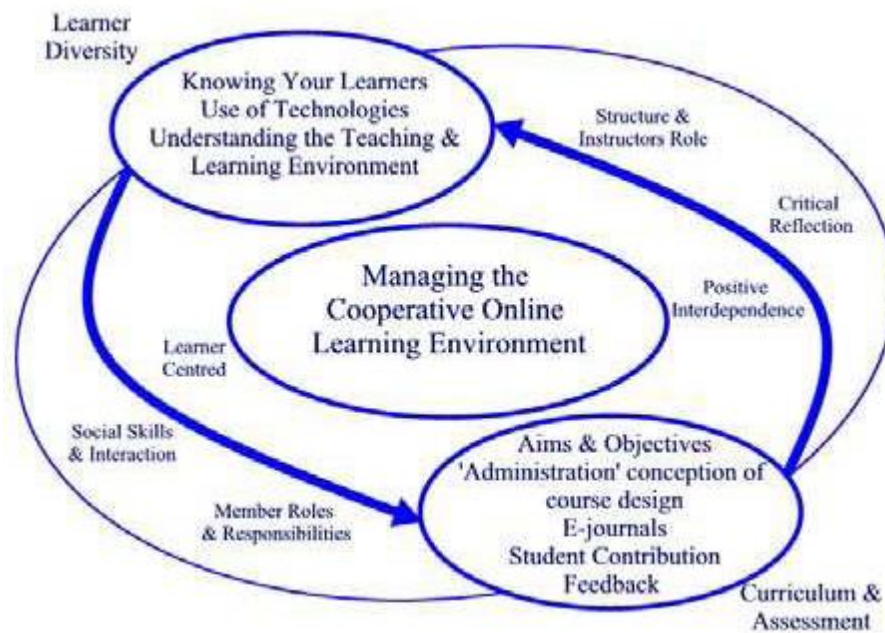 Learner
Diversity
Knowing Your Learners
Use of Technologies
Understanding the Teaching &
Learning Environment
Structure &
Instructors Role
Critical
Reflection
Managing the
Cooperative Online
Learning Environment
Positive
Interdependence
Learner
Centred
Social Skills
& Interaction
Member Roles
& Responsibilities
Aims & Objectives
'Administration' conception of
course design
E-journals
Student Contribution
Feedback
Curriculum &
Assessment